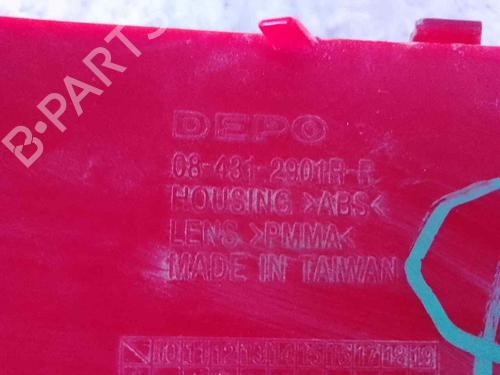 B-PARTS
DEPO
08-431-2901R-R
HOUSING >ABS<
LENS >PMMA<
MADE IN TAIWAN
10 11 12 13 14 15 16 17 18 19